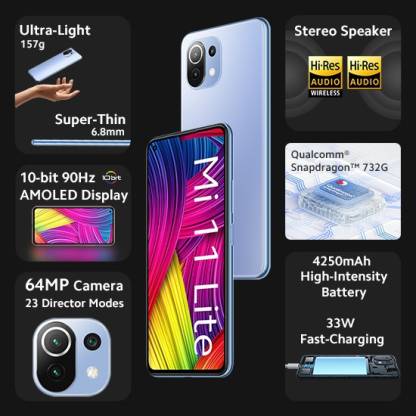 Ultra-Light
157g
Super-Thin
6.8mm
10-bit 90Hz
10bit
AMOLED Display
64MP Camera
23 Director Modes
Mi 11 Lite
Stereo Speaker
Hi-Res
AUDIO
WIRELESS
Hi-Res
AUDIO
Qualcomm®
Snapdragon™ 732G
4250mAh
High-Intensity
Battery
33W
Fast-Charging